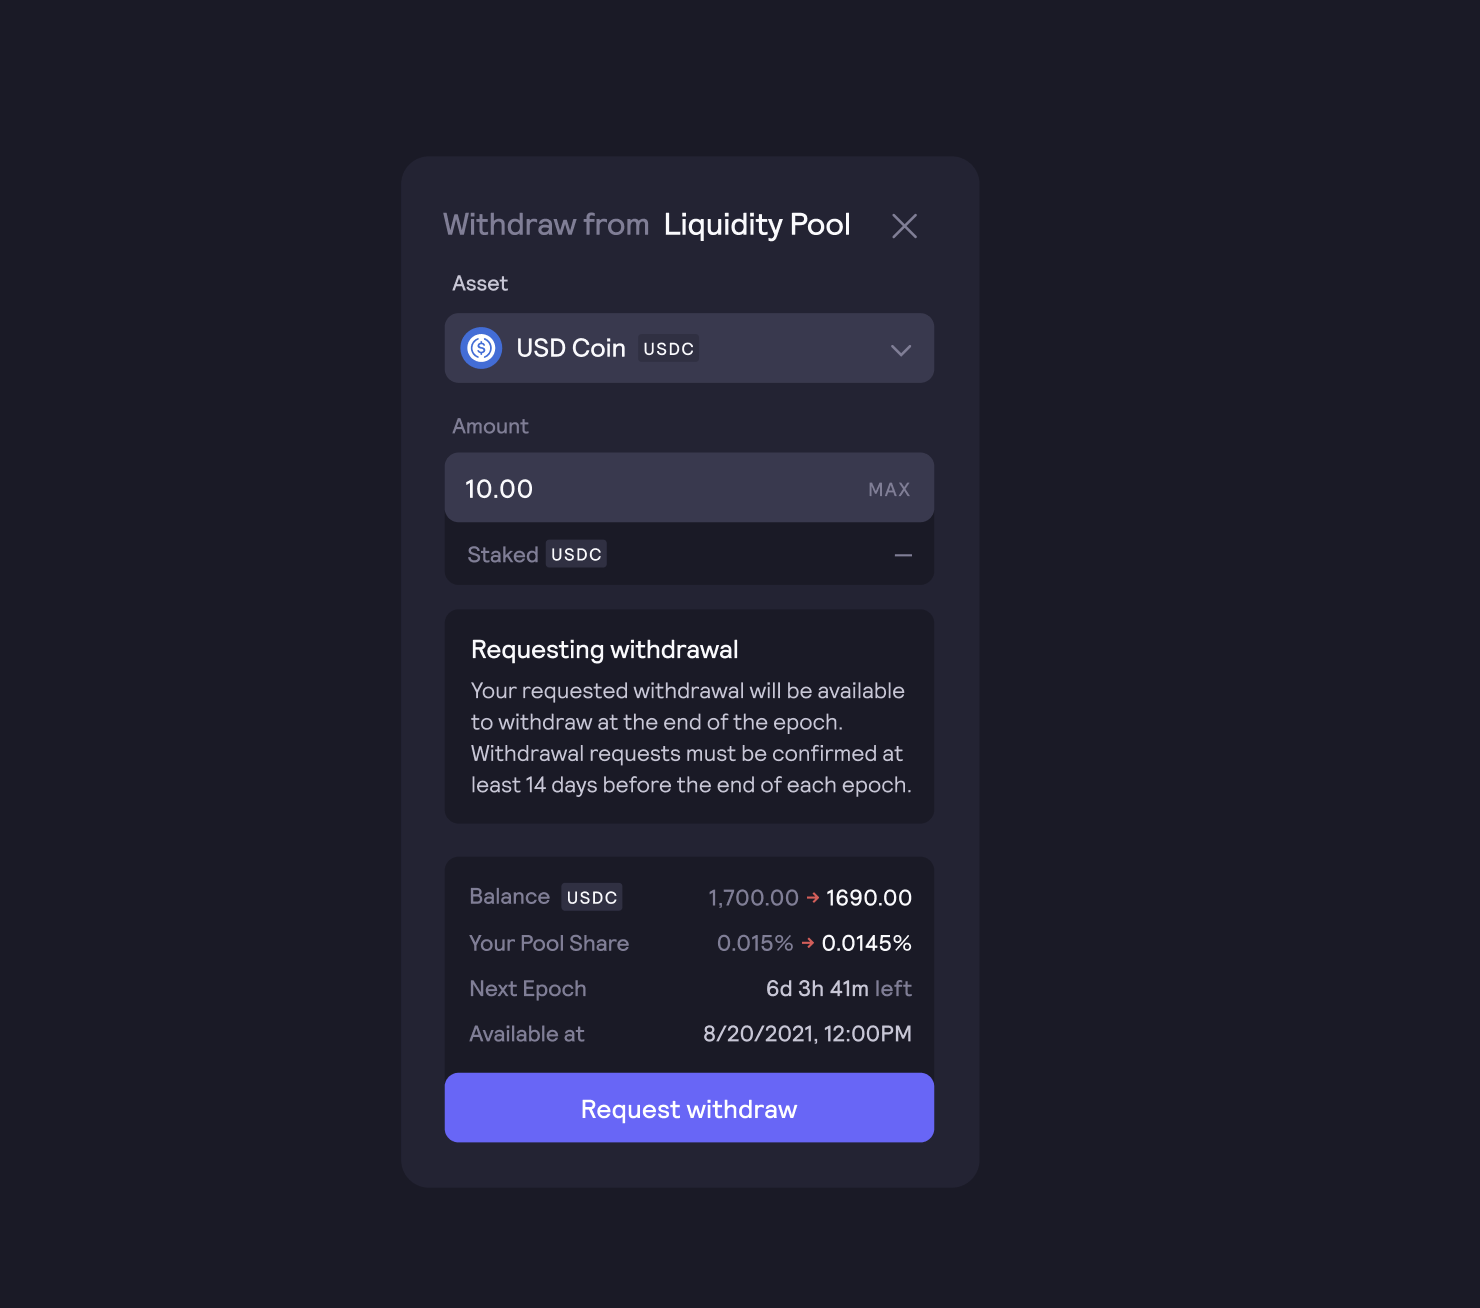 Withdraw from Liquidity Pool
Asset
USD Coin USDC
Amount
10.00 MAX
Staked USDC —
Requesting withdrawal
Your requested withdrawal will be available
to withdraw at the end of the epoch.
Withdrawal requests must be confirmed at
least 14 days before the end of each epoch.
Balance USDC 1,700.00 → 1690.00
Your Pool Share 0.015% → 0.0145%
Next Epoch 6d 3h 41m left
Available at 8/20/2021, 12:00PM
Request withdraw